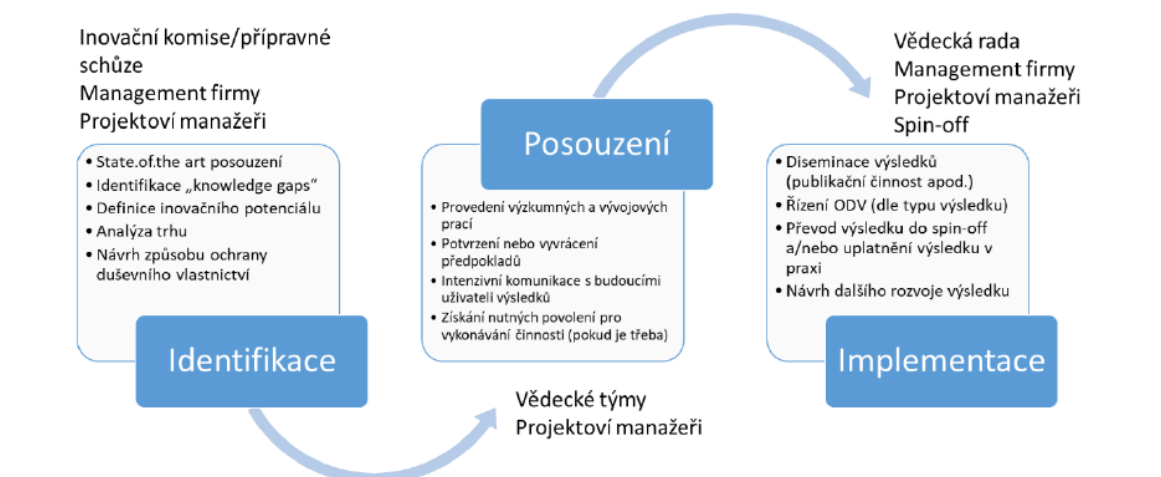 Inovační komise/přípravné
schůze
Management firmy
Projektoví manažeři
• State.of.the art posouzení
• Identifikace „knowledge gaps“
• Definice inovačního potenciálu
• Analýza trhu
• Návrh způsobu ochrany
duševního vlastnictví
Identifikace
Posouzení
• Provedení výzkumných a vývojových
prací
• Potvrzení nebo vyvrácení
předpokladů
• Intenzivní komunikace s budoucími
uživateli výsledků
• Získání nutných povolení pro
vykonávání činnosti (pokud je třeba)
Vědecké týmy
Projektoví manažeři
Vědecká rada
Management firmy
Projektoví manažeři
Spin-off
• Diseminace výsledků
(publikační činnost apod.)
• Řízení ODV (dle typu výsledku)
• Převod výsledku do spin-off
a/nebo uplatnění výsledku v
praxi
• Návrh dalšího rozvoje výsledku
Implementace